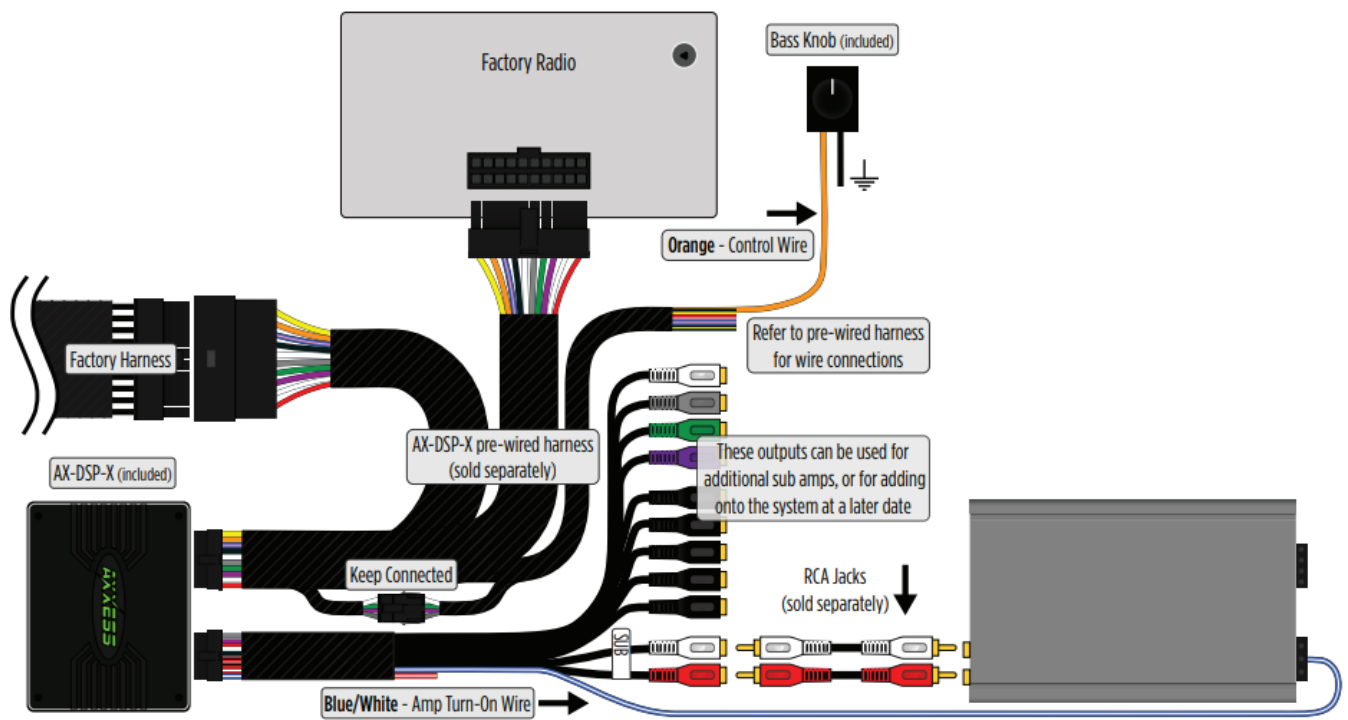 Factory Radio
Bass Knob (included)
Orange - Control Wire
Refer to pre-wired harness
for wire connections
Factory Harness
AX-DSP-X pre-wired harness
(sold separately)
These outputs can be used for
additional sub amps, or for adding
onto the system at a later date
AX-DSP-X (included)
AXXESS
Keep Connected
RCA Jacks
(sold separately)
SUB
Blue/White - Amp Turn-On Wire